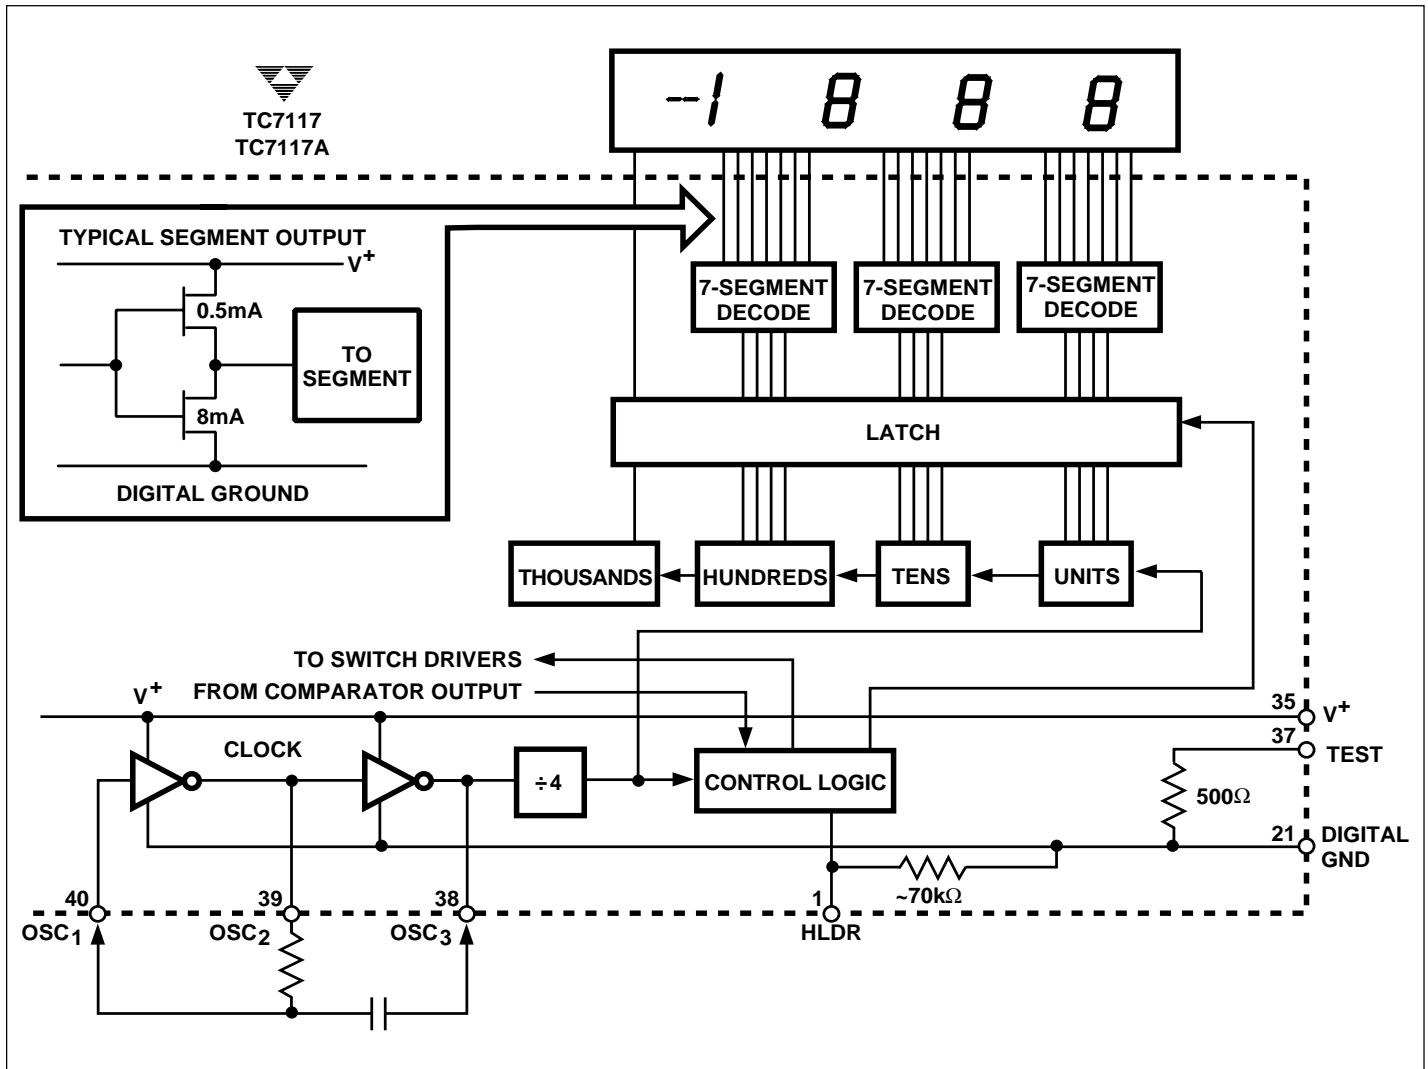 TC7117
TC7117A
-1 8 8 8
TYPICAL SEGMENT OUTPUT
V+
0.5mA
TO
SEGMENT
8mA
DIGITAL GROUND
7-SEGMENT
DECODE
7-SEGMENT
DECODE
7-SEGMENT
DECODE
LATCH
THOUSANDS
HUNDREDS
TENS
UNITS
TO SWITCH DRIVERS
FROM COMPARATOR OUTPUT
V+
CLOCK
÷4
CONTROL LOGIC
35
V+
37
TEST
500Ω
21
DIGITAL
GND
~70kΩ
40
OSC1
39
OSC2
38
OSC3
1
HLDR